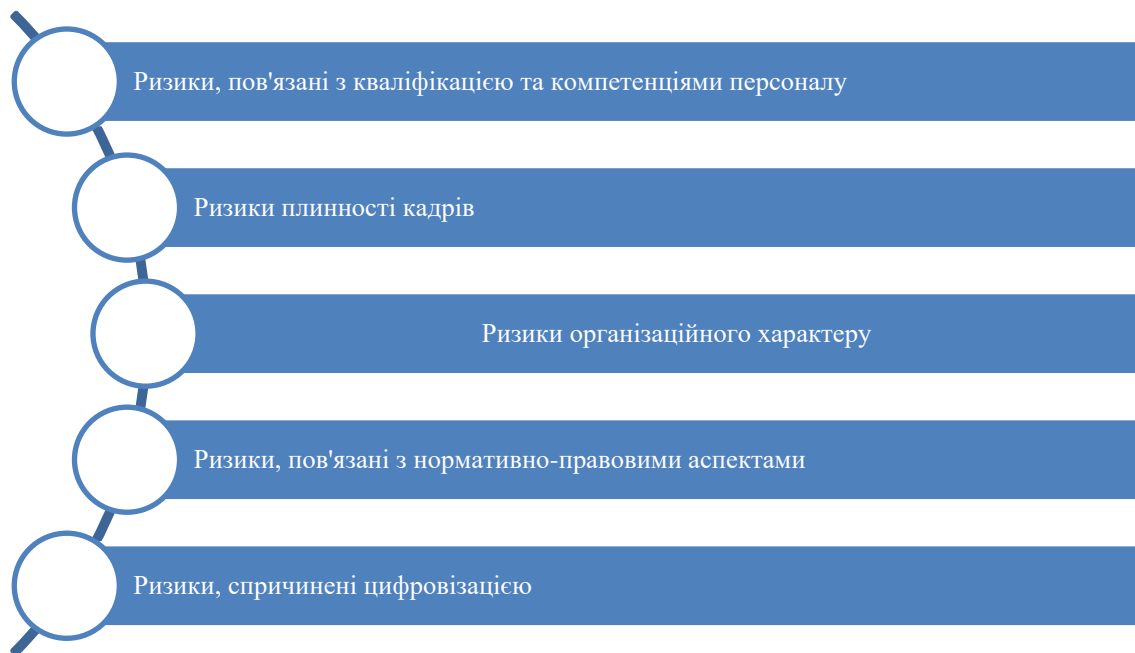 Ризики, пов'язані з кваліфікацією та компетенціями персоналу
Ризики плинності кадрів
Ризики організаційного характеру
Ризики, пов'язані з нормативно-правовими аспектами
Ризики, спричинені цифровізацією